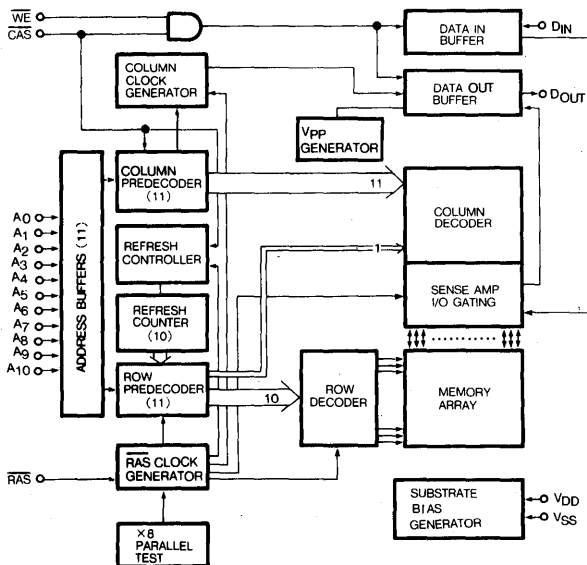 WE
CAS
DATA IN
BUFFER
DIN
COLUMN
CLOCK
GENERATOR
DATA OUT
BUFFER
DOUT
VPP
GENERATOR
COLUMN
PREDECODER
(11)
11
COLUMN
DECODER
ADDRESS BUFFERS (11)
A0
A1
A2
A3
A4
A5
A6
A7
A8
A9
A10
REFRESH
CONTROLLER
1
SENSE AMP
I/O GATING
REFRESH
COUNTER
(10)
ROW
PREDECODER
(11)
10
ROW
DECODER
MEMORY
ARRAY
RAS
RAS CLOCK
GENERATOR
SUBSTRATE
BIAS
GENERATOR
VDD
VSS
×8
PARALLEL
TEST